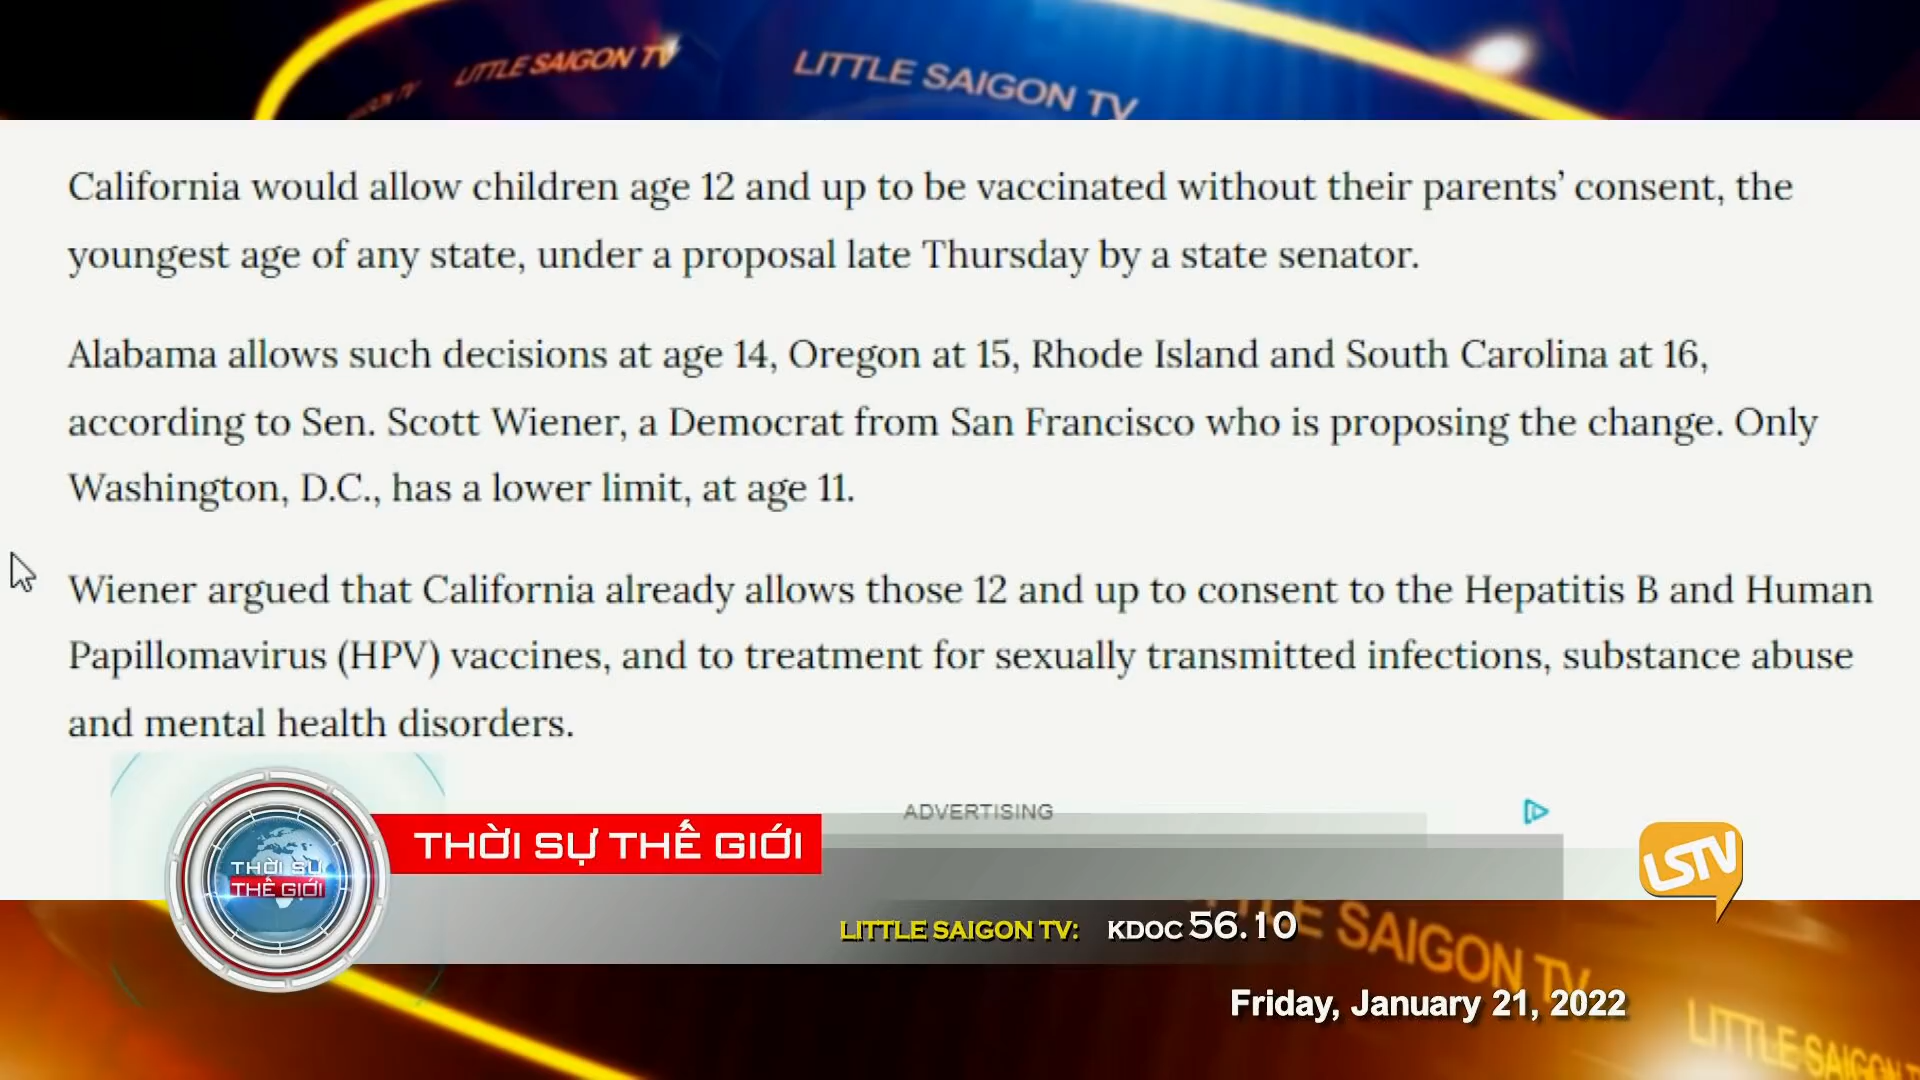 LITTLE SAIGON TV
LITTLE SAIGON TV
California would allow children age 12 and up to be vaccinated without their parents’ consent, the
youngest age of any state, under a proposal late Thursday by a state senator.
Alabama allows such decisions at age 14, Oregon at 15, Rhode Island and South Carolina at 16,
according to Sen. Scott Wiener, a Democrat from San Francisco who is proposing the change. Only
Washington, D.C., has a lower limit, at age 11.
Wiener argued that California already allows those 12 and up to consent to the Hepatitis B and Human
Papillomavirus (HPV) vaccines, and to treatment for sexually transmitted infections, substance abuse
and mental health disorders.
ADVERTISING
THỜI SỰ THẾ GIỚI
THỜI SỰ
THẾ GIỚI
LSTV
LITTLE SAIGON TV: KDOC 56.10
SAIGON TV
Friday, January 21, 2022
LITTLE SAIGON